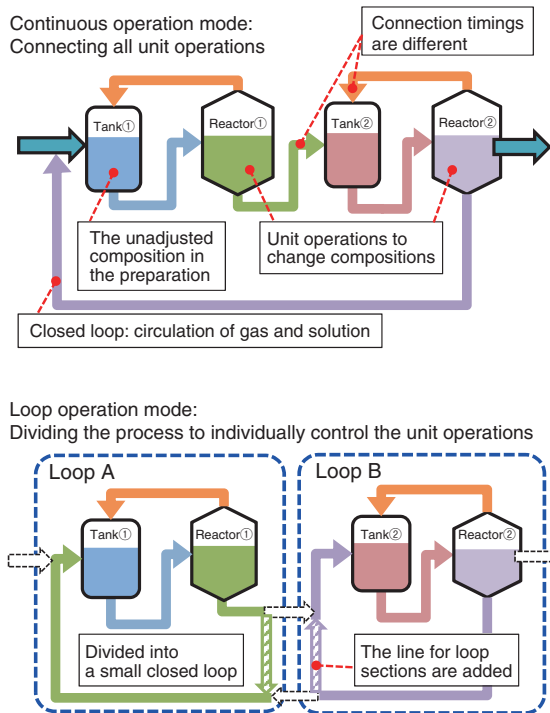 Continuous operation mode:
Connecting all unit operations
Connection timings
are different
Tank①
Reactor①
Tank②
Reactor②
The unadjusted
composition in
the preparation
Unit operations to
change compositions
Closed loop: circulation of gas and solution
Loop operation mode:
Dividing the process to individually control the unit operations
Loop A
Loop B
Tank①
Reactor①
Tank②
Reactor②
Divided into
a small closed loop
The line for loop
sections are added